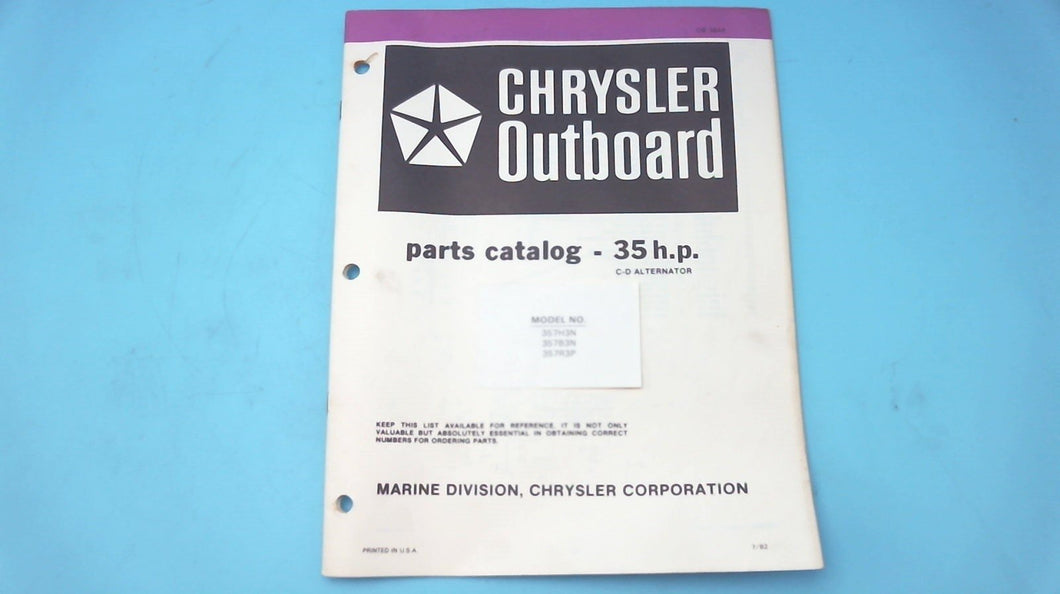 CHRYSLER
Outboard
parts catalog - 35 h.p.
C-D ALTERNATOR
MODEL NO.
357H3N
357B3N
357R3P
KEEP THIS LIST AVAILABLE FOR REFERENCE. IT IS NOT ONLY
VALUABLE BUT ABSOLUTELY ESSENTIAL IN OBTAINING CORRECT
NUMBERS FOR ORDERING PARTS.
MARINE DIVISION, CHRYSLER CORPORATION
PRINTED IN U.S.A.
7/82